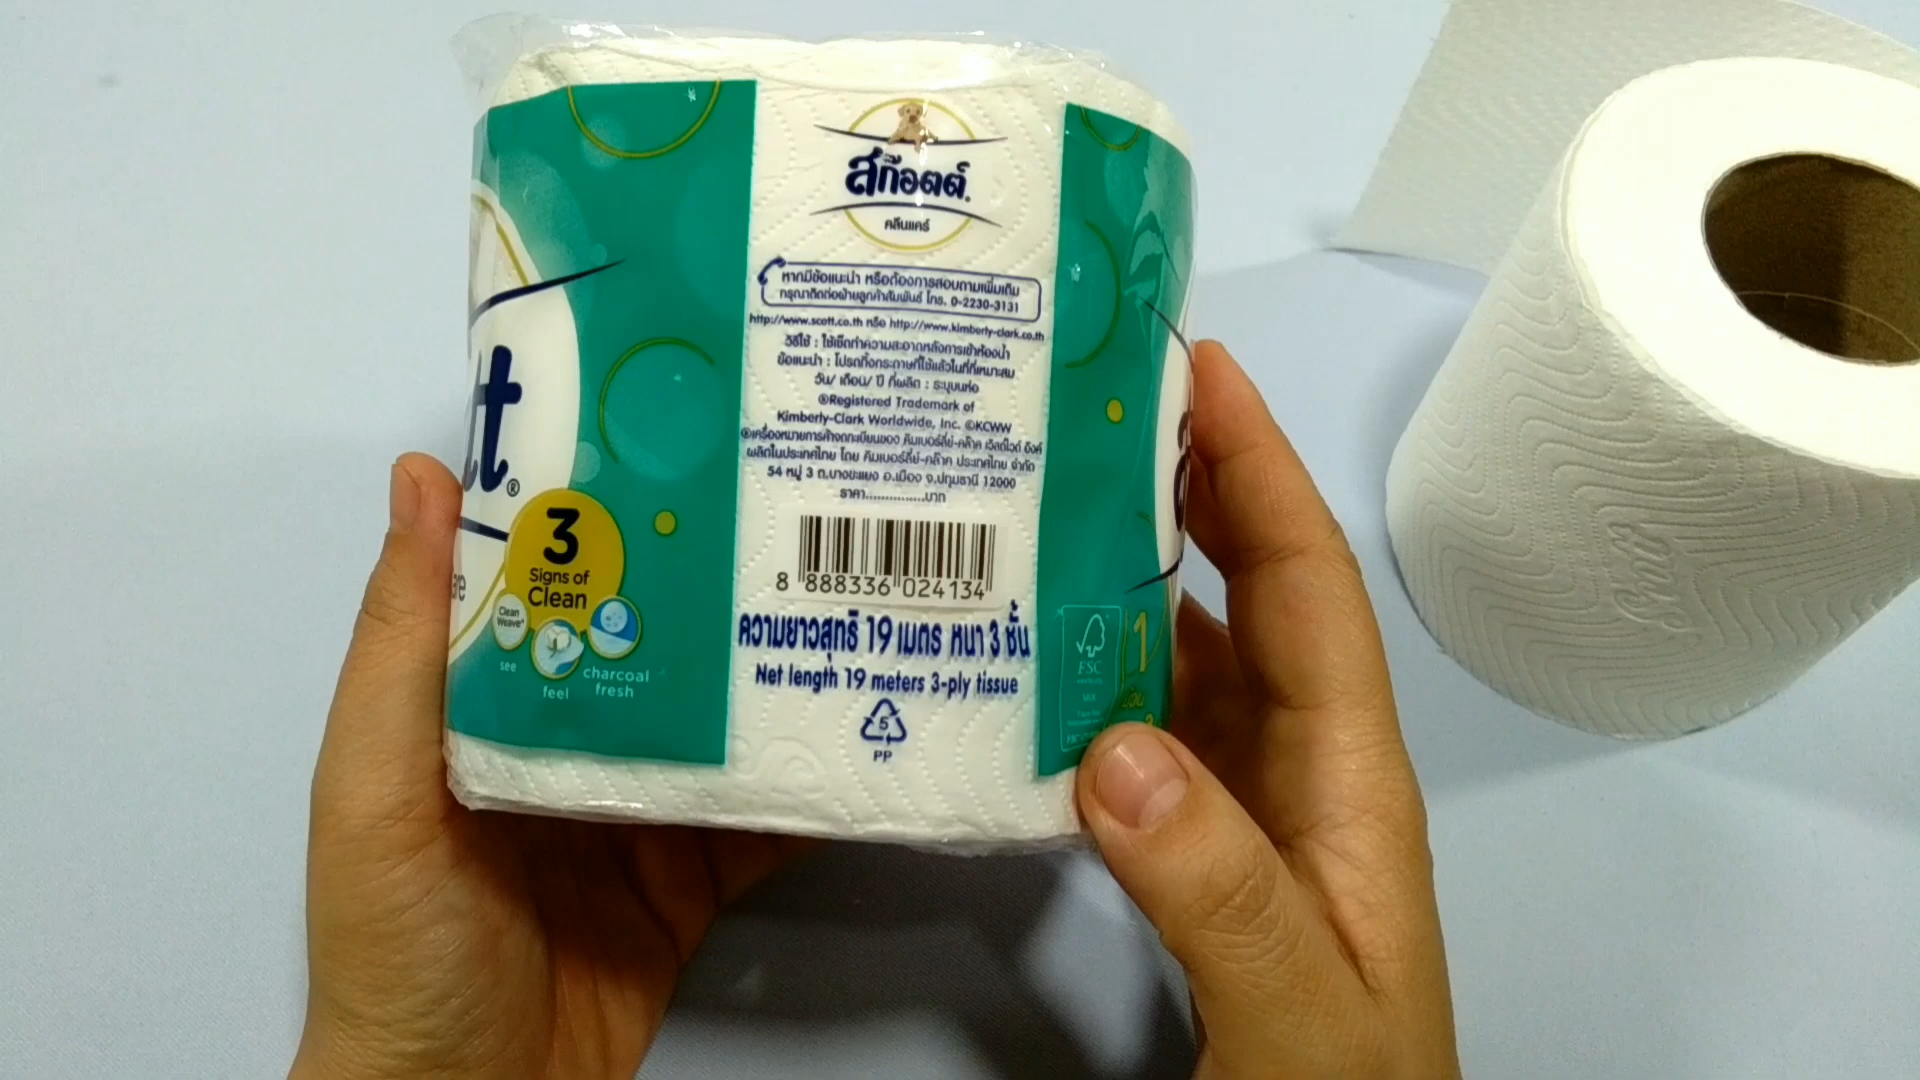 สก๊อตต์.
คลีนแคร์
หากมีข้อแนะนำ หรือต้องการสอบถามเพิ่มเติม
กรุณาติดต่อฝ่ายลูกค้าสัมพันธ์ โทร. 0-2230-3131
http://www.scott.co.th หรือ http://www.kimberly-clark.co.th
วิธีใช้ : ใช้เช็ดทำความสะอาดหลังการเข้าห้องน้ำ
ข้อแนะนำ : โปรดทิ้งกระดาษที่ใช้แล้วในที่ที่เหมาะสม
วัน/ เดือน/ ปี ที่ผลิต : ระบุบนห่อ
®Registered Trademark of
Kimberly-Clark Worldwide, Inc. ©KCWW
®เครื่องหมายการค้าจดทะเบียนของ คิมเบอร์ลี่ย์-คล๊าค เวิลด์ไวด์ อิงค์
ผลิตในประเทศไทย โดย คิมเบอร์ลี่ย์-คล๊าค ประเทศไทย จำกัด
54 หมู่ 3 ต.บางขะแยง อ.เมือง จ.ปทุมธานี 12000
ราคา...............บาท
8 888336 024134
ความยาวสุทธิ 19 เมตร หนา 3 ชั้น
Net length 19 meters 3-ply tissue
5
PP
tt®
3
Signs of
Clean
Clean
Weave
see
feel
charcoal
fresh
FSC
MIX
1
ม้วน
Scott